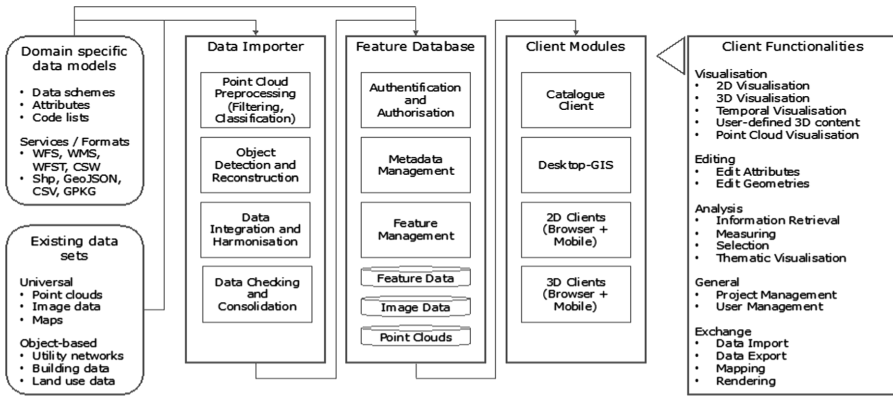 Domain specific
data models
• Data schemes
• Attributes
• Code lists
Services / Formats
• WFS, WMS,
WFST, CSW
• Shp, GeoJSON,
CSV, GPKG
Existing data
sets
Universal
• Point clouds
• Image data
• Maps
Object-based
• Utility networks
• Building data
• Land use data
Data Importer
Point Cloud
Preprocessing
(Filtering,
Classification)
Object
Detection and
Reconstruction
Data
Integration and
Harmonisation
Data Checking
and
Consolidation
Feature Database
Authentification
and
Authorisation
Metadata
Management
Feature
Management
Feature Data
Image Data
Point Clouds
Client Modules
Catalogue
Client
Desktop-GIS
2D Clients
(Browser +
Mobile)
3D Clients
(Browser +
Mobile)
Client Functionalities
Visualisation
• 2D Visualisation
• 3D Visualisation
• Temporal Visualisation
• User-defined 3D content
• Point Cloud Visualisation
Editing
• Edit Attributes
• Edit Geometries
Analysis
• Information Retrieval
• Measuring
• Selection
• Thematic Visualisation
General
• Project Management
• User Management
Exchange
• Data Import
• Data Export
• Mapping
• Rendering